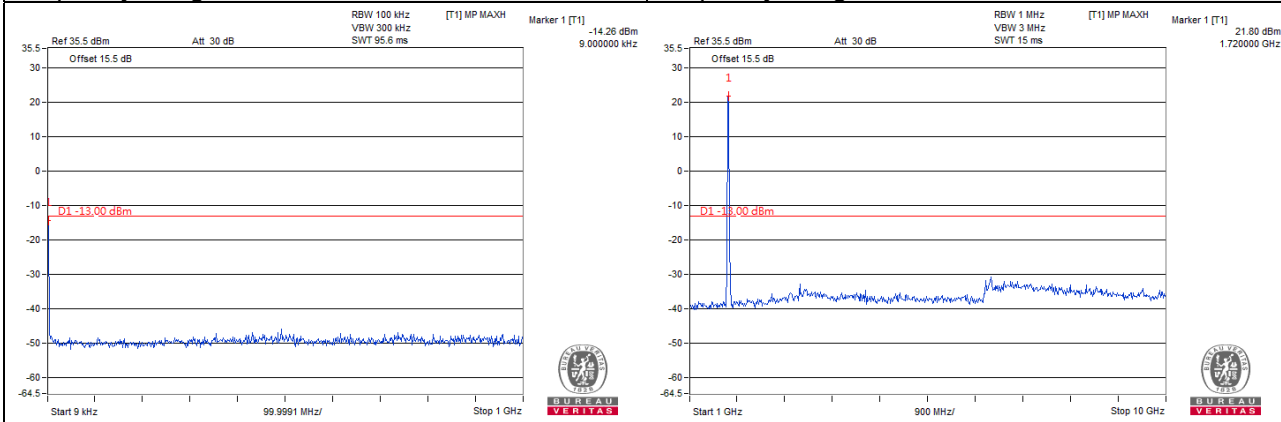 RBW 100 kHz [T1] MP MAXH Marker 1 [T1]
VBW 300 kHz -14.26 dBm
Ref 35.5 dBm Att 30 dB SWT 95.6 ms 9.000000 kHz
35.5
Offset 15.5 dB
30
20
10
0
-10
D1 -13.00 dBm
-20
-30
-40
-50
-60
-64.5
Start 9 kHz 99.9991 MHz/ Stop 1 GHz
BUREAU
VERITAS
RBW 1 MHz [T1] MP MAXH Marker 1 [T1]
VBW 3 MHz 21.80 dBm
Ref 35.5 dBm Att 30 dB SWT 15 ms 1.720000 GHz
35.5
Offset 15.5 dB
30
1
20
10
0
-10
D1 -13.00 dBm
-20
-30
-40
-50
-60
-64.5
Start 1 GHz 900 MHz/ Stop 10 GHz
BUREAU
VERITAS